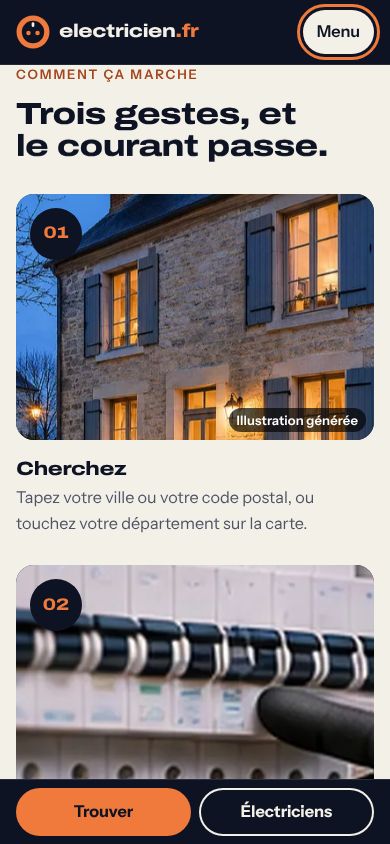 electricien.fr
Menu
COMMENT ÇA MARCHE
Trois gestes, et
le courant passe.
01
Illustration générée
Cherchez
Tapez votre ville ou votre code postal, ou
touchez votre département sur la carte.
02
Trouver
Électriciens